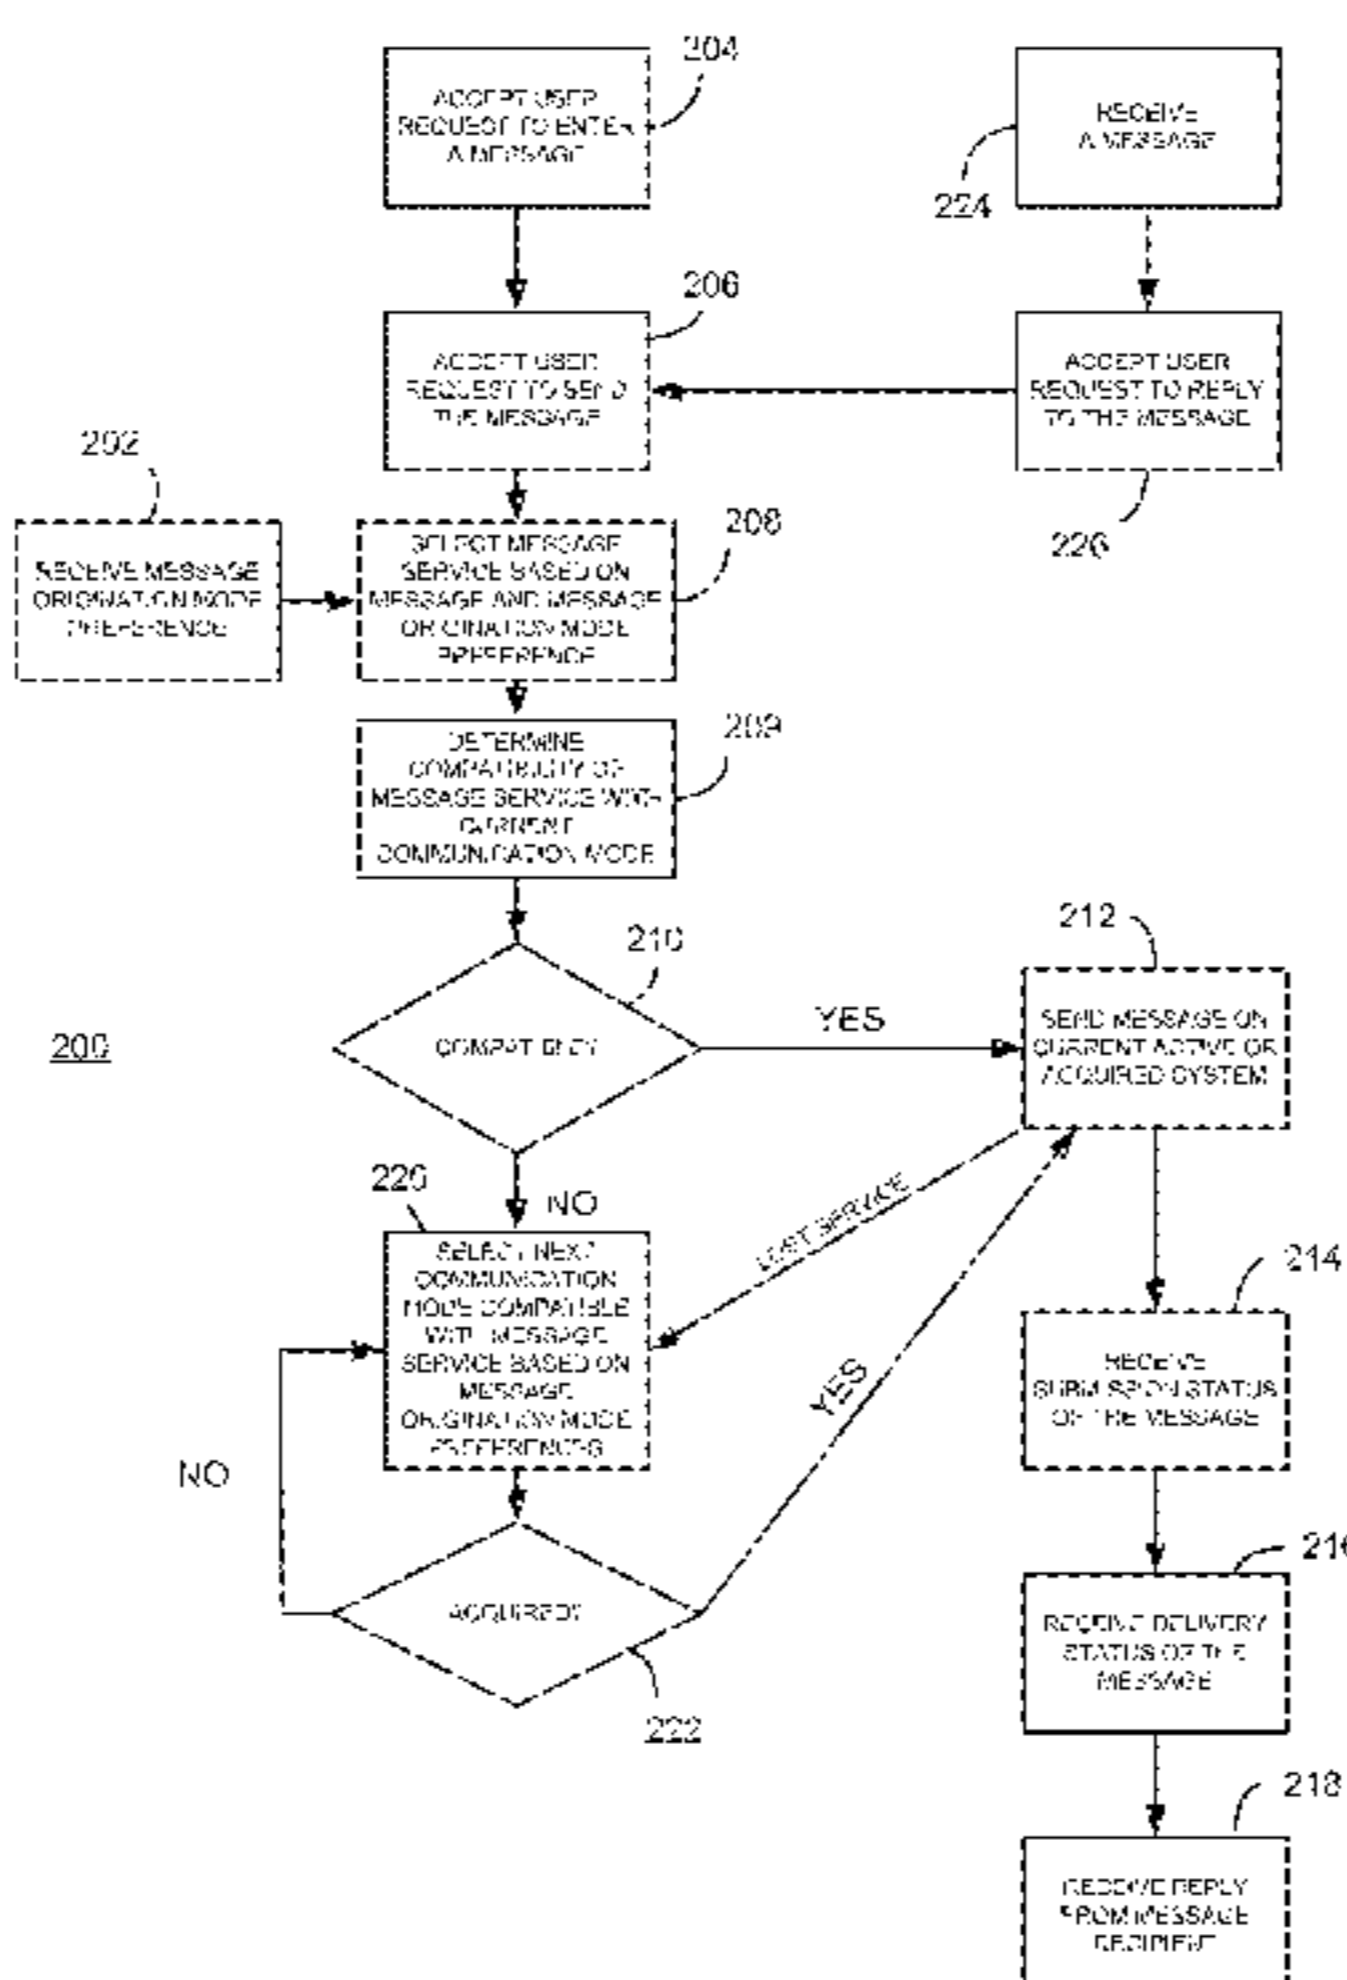 204
ACCEPT USER
REQUEST TO ENTER
A MESSAGE
RECEIVE
A MESSAGE
224
206
ACCEPT USER
REQUEST TO SEND
THE MESSAGE
ACCEPT USER
REQUEST TO REPLY
TO THE MESSAGE
226
202
RECEIVE MESSAGE
ORIGINATION MODE
PREFERENCE
208
SELECT MESSAGE
SERVICE BASED ON
MESSAGE AND MESSAGE
ORIGINATION MODE
PREFERENCE
209
DETERMINE
COMPATIBILITY OF
MESSAGE SERVICE WITH
CURRENT
COMMUNICATION MODE
210
COMPATIBLE?
YES
212
SEND MESSAGE ON
CURRENT ACTIVE OR
ACQUIRED SYSTEM
200
220
NO
LOST SERVICE
SELECT NEXT
COMMUNICATION
MODE COMPATIBLE
WITH MESSAGE
SERVICE BASED ON
MESSAGE
ORIGINATION MODE
PREFERENCES
214
RECEIVE
SUBMISSION STATUS
OF THE MESSAGE
YES
NO
ACQUIRED?
222
216
RECEIVE DELIVERY
STATUS OF THE
MESSAGE
218
RECEIVE REPLY
FROM MESSAGE
RECIPIENT